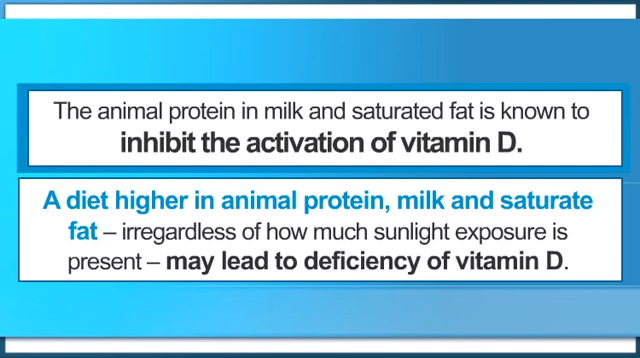 The animal protein in milk and saturated fat is known to
inhibit the activation of vitamin D.
A diet higher in animal protein, milk and saturate
fat – irregardless of how much sunlight exposure is
present – may lead to deficiency of vitamin D.